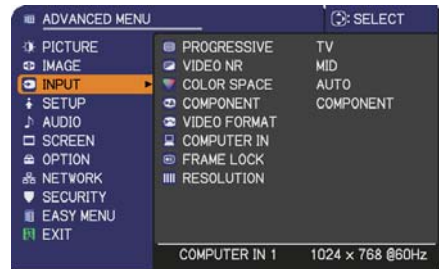 ADVANCED MENU : SELECT
PICTURE
IMAGE
INPUT
SETUP
AUDIO
SCREEN
OPTION
NETWORK
SECURITY
EASY MENU
EXIT
PROGRESSIVE TV
VIDEO NR MID
COLOR SPACE AUTO
COMPONENT COMPONENT
VIDEO FORMAT
COMPUTER IN
FRAME LOCK
RESOLUTION
COMPUTER IN 1 1024 x 768 @60Hz